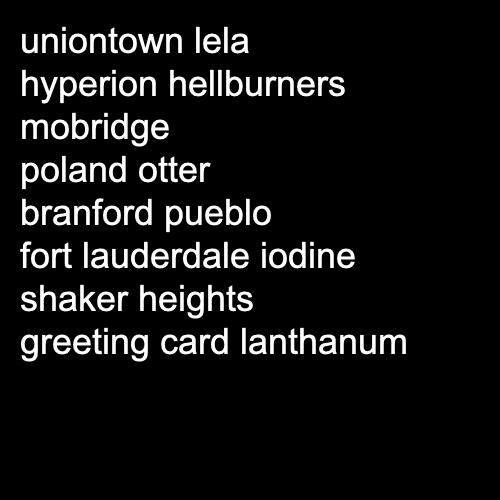 uniontown lela
hyperion hellburners
mobridge
poland otter
branford pueblo
fort lauderdale iodine
shaker heights
greeting card lanthanum